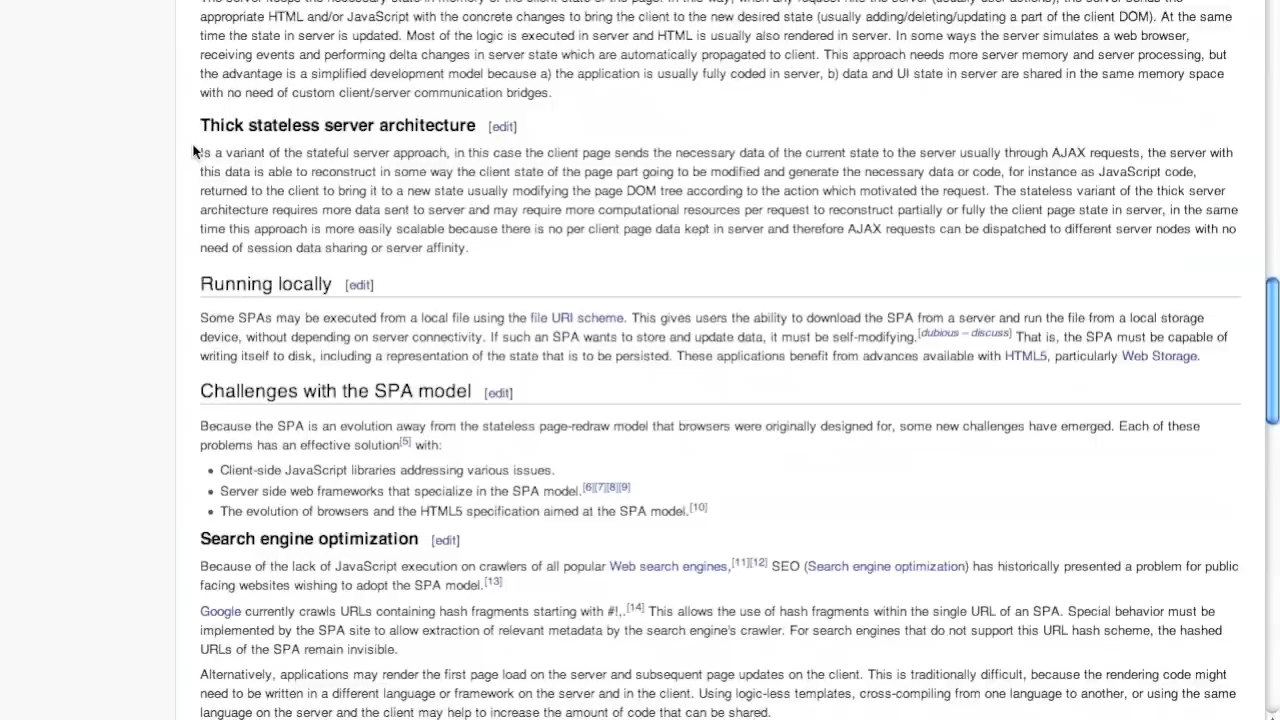 appropriate HTML and/or JavaScript with the concrete changes to bring the client to the new desired state (usually adding/deleting/updating a part of the client DOM). At the same
time the state in server is updated. Most of the logic is executed in server and HTML is usually also rendered in server. In some ways the server simulates a web browser,
receiving events and performing delta changes in server state which are automatically propagated to client. This approach needs more server memory and server processing, but
the advantage is a simplified development model because a) the application is usually fully coded in server, b) data and UI state in server are shared in the same memory space
with no need of custom client/server communication bridges.
Thick stateless server architecture [edit]
Is a variant of the stateful server approach, in this case the client page sends the necessary data of the current state to the server usually through AJAX requests, the server with
this data is able to reconstruct in some way the client state of the page part going to be modified and generate the necessary data or code, for instance as JavaScript code,
returned to the client to bring it to a new state usually modifying the page DOM tree according to the action which motivated the request. The stateless variant of the thick server
architecture requires more data sent to server and may require more computational resources per request to reconstruct partially or fully the client page state in server, in the same
time this approach is more easily scalable because there is no per client page data kept in server and therefore AJAX requests can be dispatched to different server nodes with no
need of session data sharing or server affinity.
Running locally [edit]
Some SPAs may be executed from a local file using the file URI scheme. This gives users the ability to download the SPA from a server and run the file from a local storage
device, without depending on server connectivity. If such an SPA wants to store and update data, it must be self-modifying.[dubious – discuss] That is, the SPA must be capable of
writing itself to disk, including a representation of the state that is to be persisted. These applications benefit from advances available with HTML5, particularly Web Storage.
Challenges with the SPA model [edit]
Because the SPA is an evolution away from the stateless page-redraw model that browsers were originally designed for, some new challenges have emerged. Each of these
problems has an effective solution[5] with:
• Client-side JavaScript libraries addressing various issues.
• Server side web frameworks that specialize in the SPA model.[6][7][8][9]
• The evolution of browsers and the HTML5 specification aimed at the SPA model.[10]
Search engine optimization [edit]
Because of the lack of JavaScript execution on crawlers of all popular Web search engines,[11][12] SEO (Search engine optimization) has historically presented a problem for public
facing websites wishing to adopt the SPA model.[13]
Google currently crawls URLs containing hash fragments starting with #!,.[14] This allows the use of hash fragments within the single URL of an SPA. Special behavior must be
implemented by the SPA site to allow extraction of relevant metadata by the search engine's crawler. For search engines that do not support this URL hash scheme, the hashed
URLs of the SPA remain invisible.
Alternatively, applications may render the first page load on the server and subsequent page updates on the client. This is traditionally difficult, because the rendering code might
need to be written in a different language or framework on the server and in the client. Using logic-less templates, cross-compiling from one language to another, or using the same
language on the server and the client may help to increase the amount of code that can be shared.